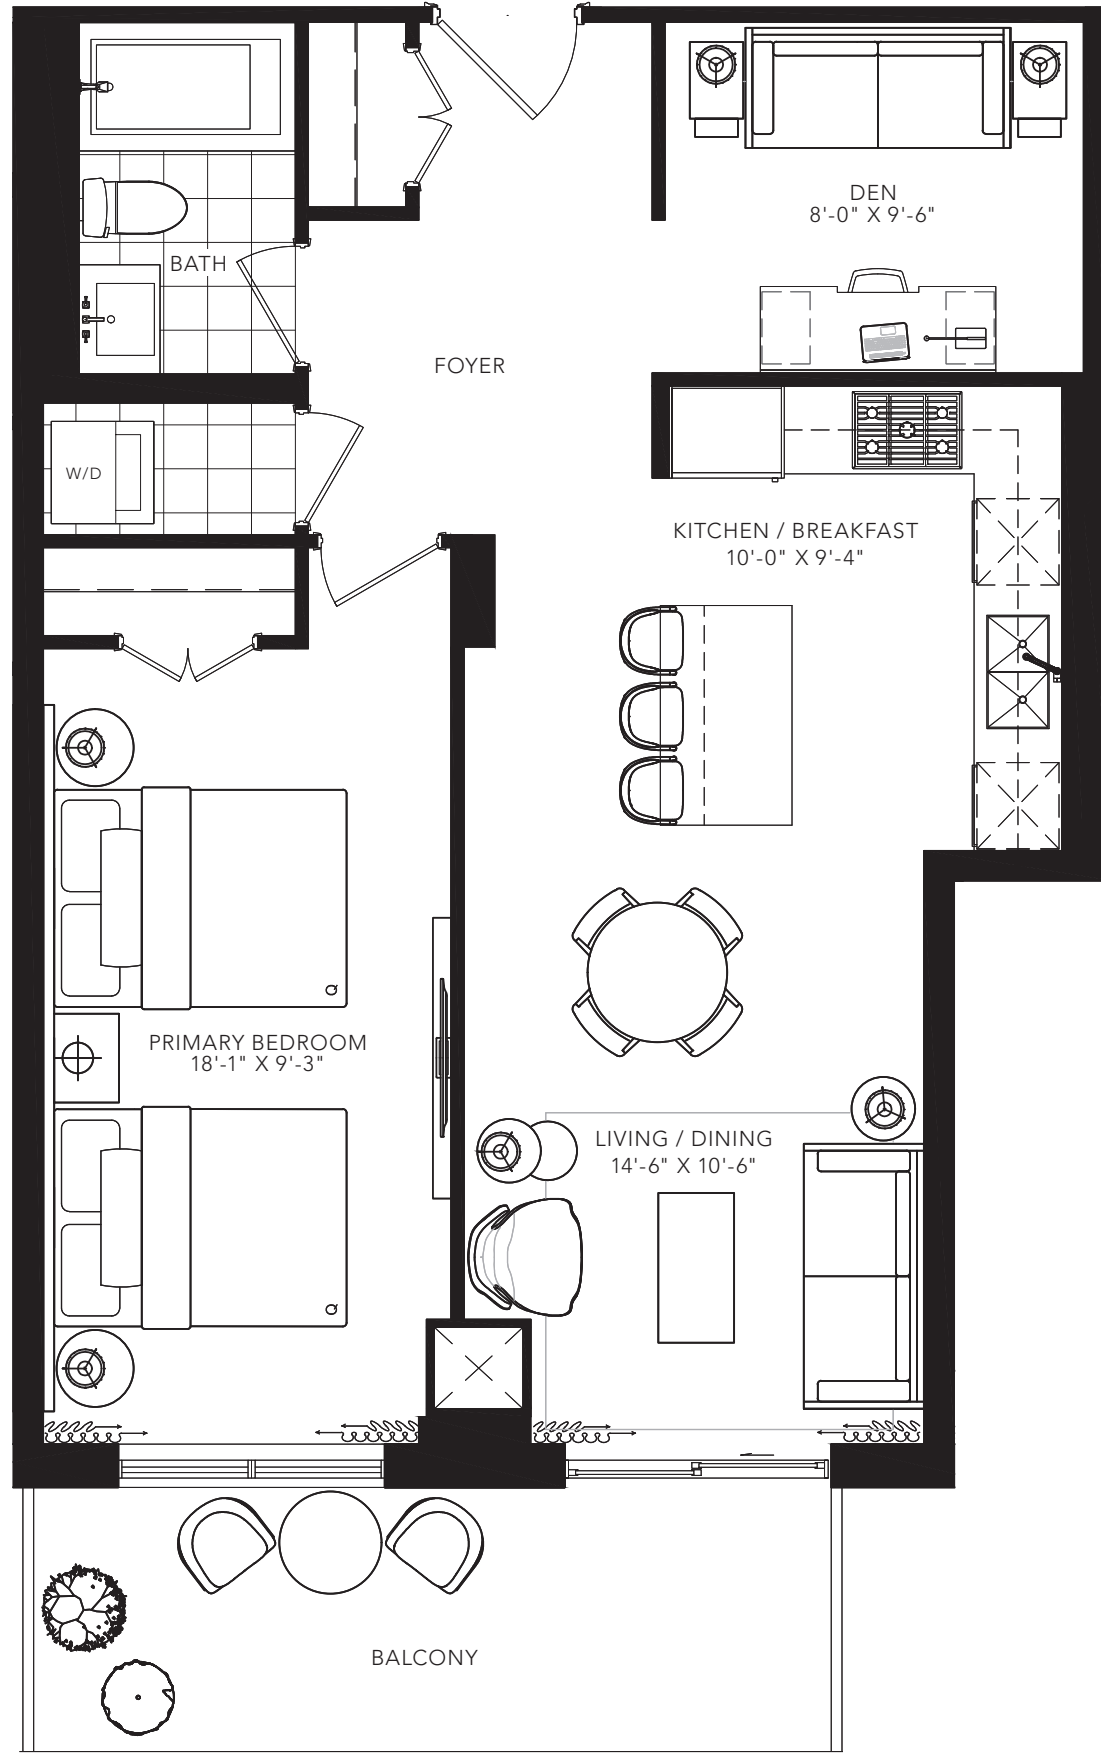 DEN
8'-0" X 9'-6"
BATH
FOYER
W/D
KITCHEN / BREAKFAST
10'-0" X 9'-4"
Q
PRIMARY BEDROOM
18'-1" X 9'-3"
LIVING / DINING
14'-6" X 10'-6"
Q
BALCONY